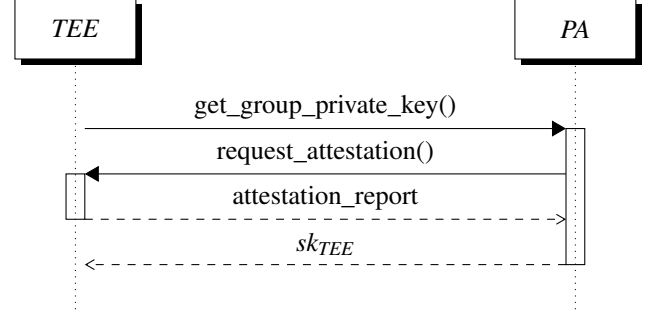 TEE
PA
get_group_private_key()
request_attestation()
attestation_report
sk_TEE